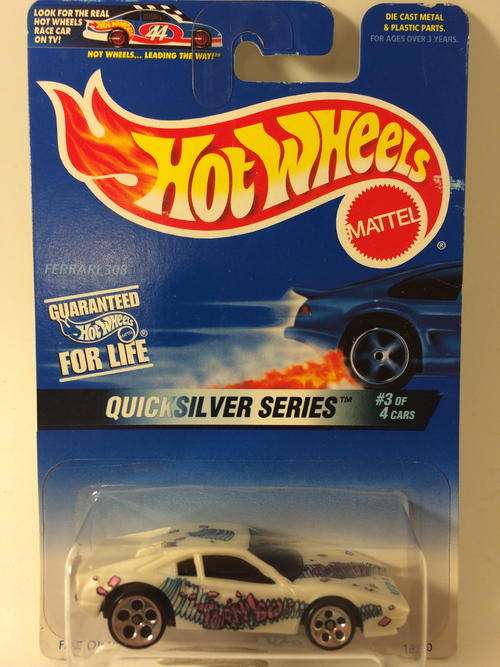 LOOK FOR THE REAL
HOT WHEELS
RACE CAR
ON TV!
44
HOT WHEELS... LEADING THE WAY!™
DIE CAST METAL
& PLASTIC PARTS.
FOR AGES OVER 3 YEARS.
HOT WHEELS
MATTEL
®
FERRARI 308
GUARANTEED
HOT WHEELS ®
FOR LIFE
QUICKSILVER SERIES™
#3 OF
4 CARS